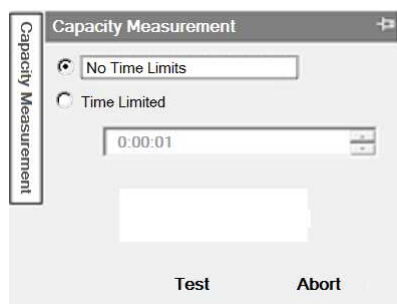 Capacity Measurement
Capacity Measurement
No Time Limits
Time Limited
0:00:01
Test Abort